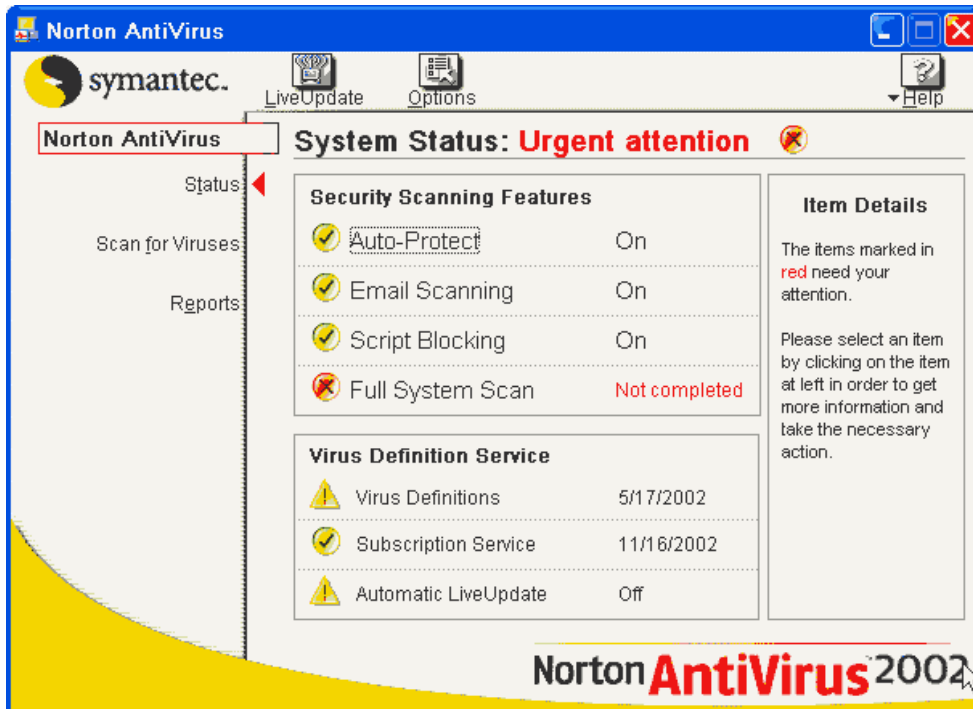 Norton AntiVirus
symantec.
LiveUpdate
Options
Help
Norton AntiVirus
Status
Scan for Viruses
Reports
System Status: Urgent attention
Security Scanning Features
Auto-Protect On
Email Scanning On
Script Blocking On
Full System Scan Not completed
Virus Definition Service
Virus Definitions 5/17/2002
Subscription Service 11/16/2002
Automatic LiveUpdate Off
Item Details
The items marked in
red need your
attention.
Please select an item
by clicking on the item
at left in order to get
more information and
take the necessary
action.
Norton AntiVirus 2002